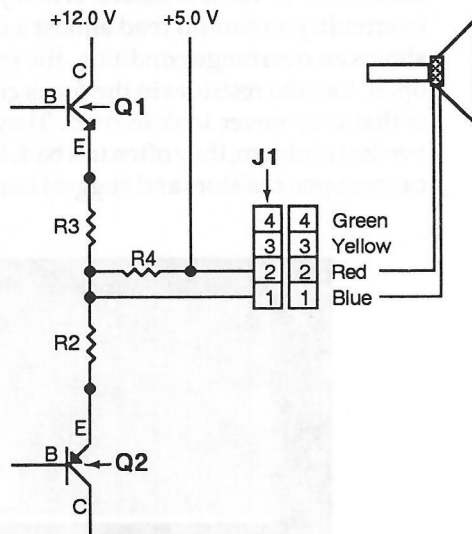 +12.0 V +5.0 V
C
B Q1
E
R3
J1
R4
4 4 Green
3 3 Yellow
2 2 Red
1 1 Blue
R2
E
B Q2
C